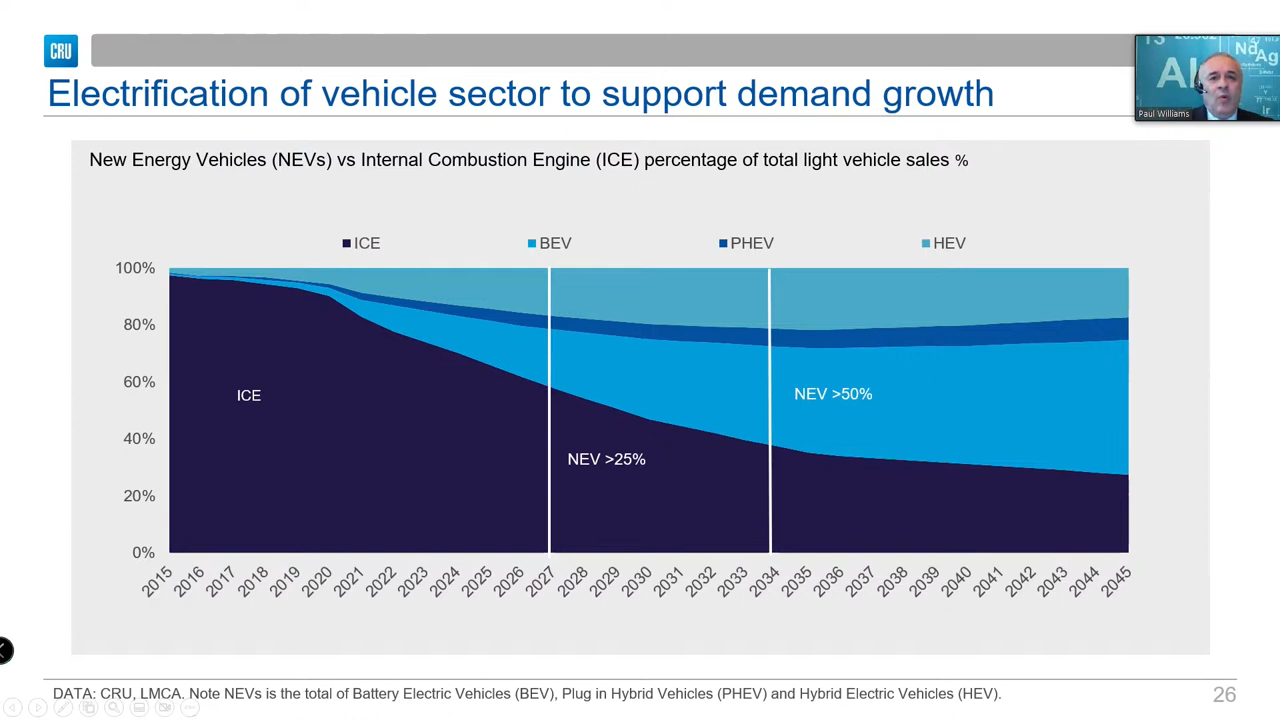 CRU
Electrification of vehicle sector to support demand growth
Nd
Ag
Al
Ir
Paul Williams
New Energy Vehicles (NEVs) vs Internal Combustion Engine (ICE) percentage of total light vehicle sales %
ICE BEV PHEV HEV
100%
80%
60%
40%
20%
0%
ICE
NEV >25%
NEV >50%
2015 2016 2017 2018 2019 2020 2021 2022 2023 2024 2025 2026 2027 2028 2029 2030 2031 2032 2033 2034 2035 2036 2037 2038 2039 2040 2041 2042 2043 2044 2045
DATA: CRU, LMCA. Note NEVs is the total of Battery Electric Vehicles (BEV), Plug in Hybrid Vehicles (PHEV) and Hybrid Electric Vehicles (HEV).
26